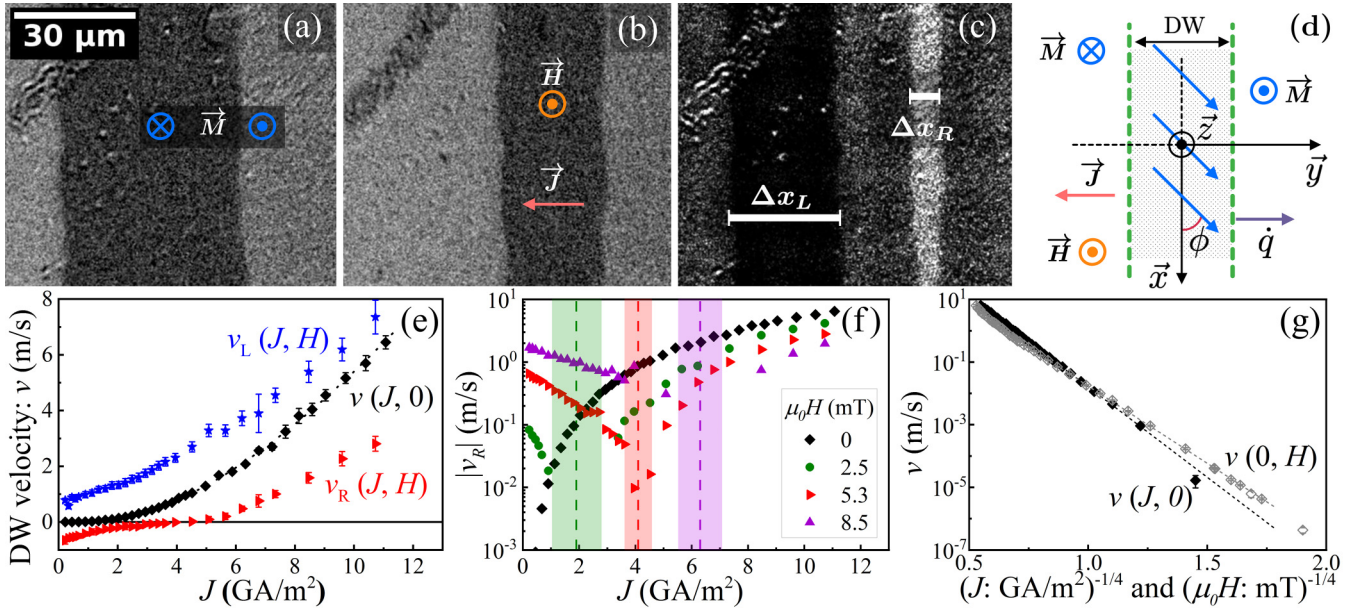 30 μm
(a)
M
(b)
H
J
(c)
Δx_R
Δx_L
(d)
DW
M
M
z
y
J
q̇
H
x
ϕ
(e)
DW velocity: v (m/s)
8
6
4
2
0
v_L (J, H)
v (J, 0)
v_R (J, H)
0 2 4 6 8 10 12
J (GA/m²)
(f)
|v_R| (m/s)
10¹
10⁰
10⁻¹
10⁻²
10⁻³
μ₀H (mT)
0
2.5
5.3
8.5
0 2 4 6 8 10 12
J (GA/m²)
(g)
v (m/s)
10¹
10⁻¹
10⁻³
10⁻⁵
10⁻⁷
v (0, H)
v (J, 0)
0.5 1.0 1.5 2.0
(J: GA/m²)⁻¹/⁴ and (μ₀H: mT)⁻¹/⁴